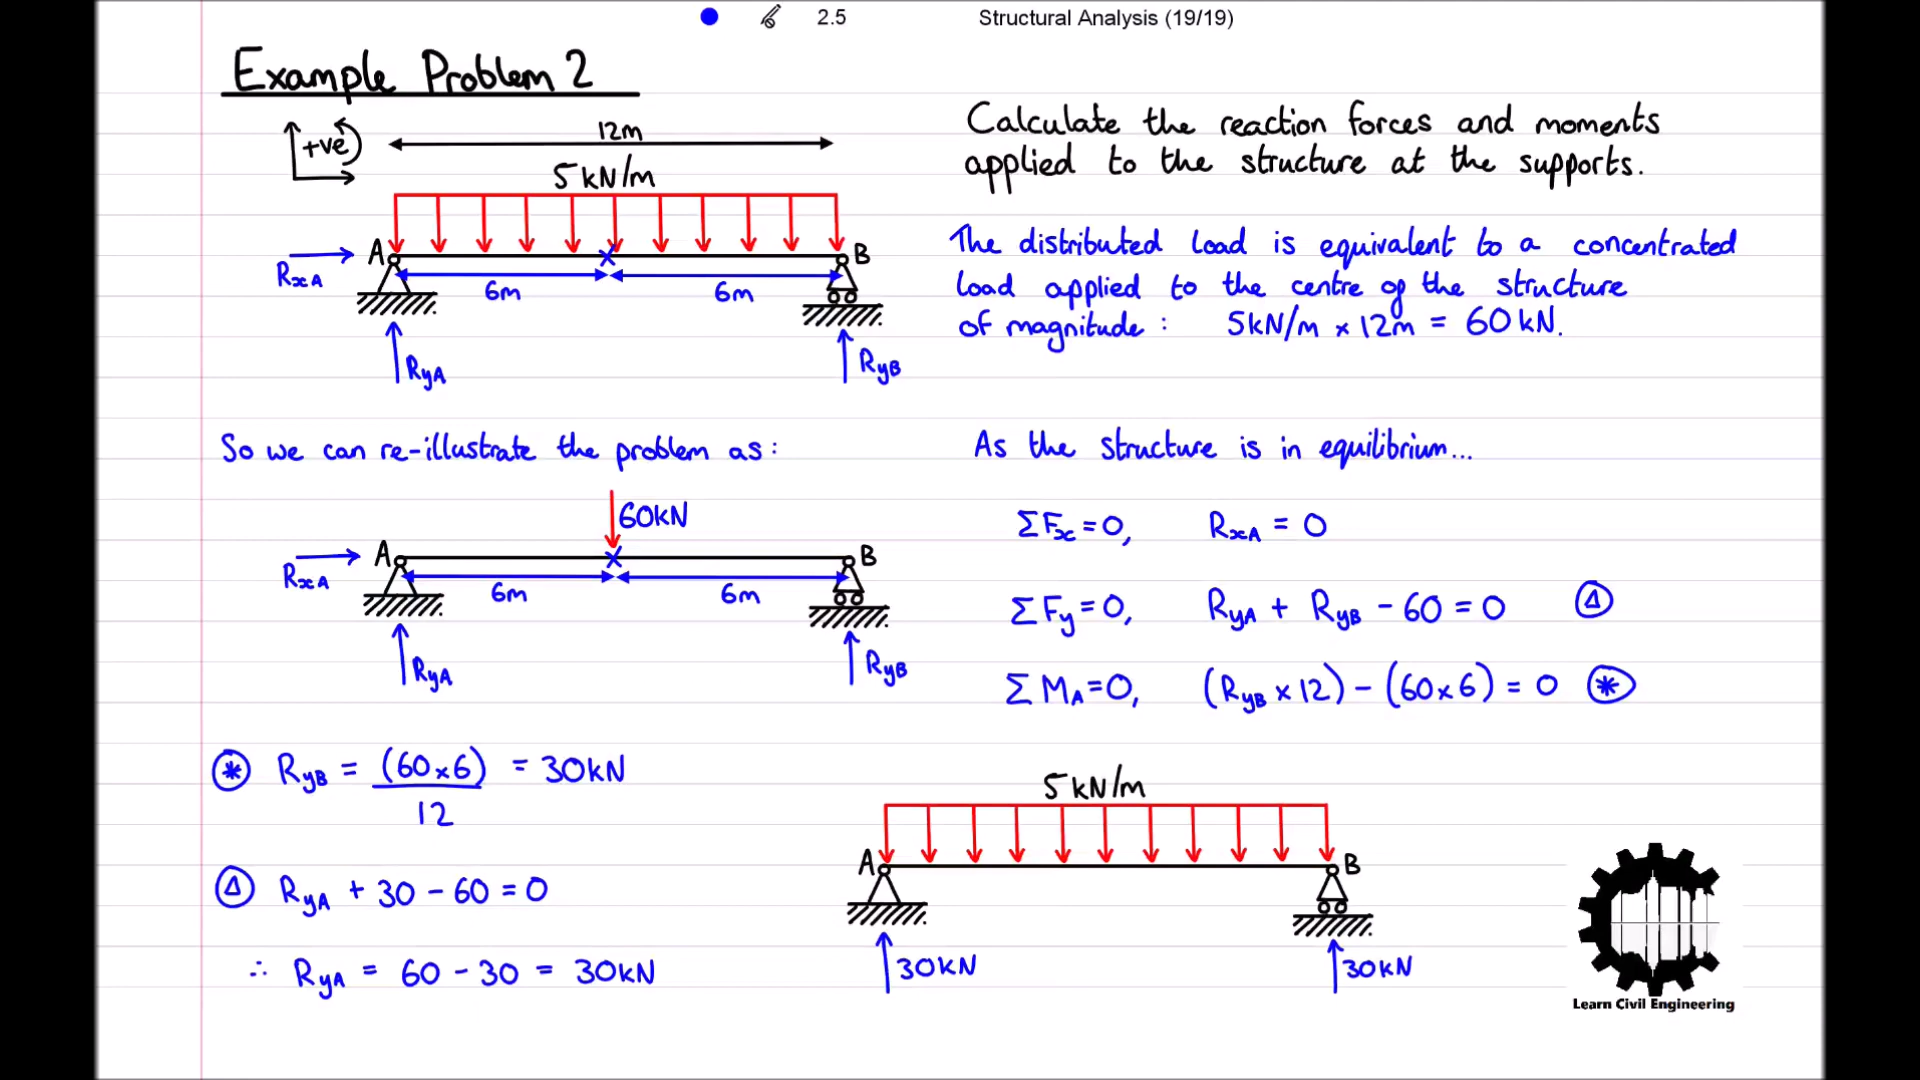 2.5 Structural Analysis (19/19)
Example Problem 2
+ve
12m
5kN/m
A
B
RxA
6m
6m
RyA
RyB
Calculate the reaction forces and moments
applied to the structure at the supports.
The distributed load is equivalent to a concentrated
load applied to the centre of the structure
of magnitude: 5kN/m x 12m = 60kN.
So we can re-illustrate the problem as:
60kN
A
B
RxA
6m
6m
RyA
RyB
As the structure is in equilibrium...
ΣFx=0, RxA = 0
ΣFy=0, RyA + RyB - 60 = 0 Δ
ΣMA=0, (RyB x 12) - (60x6) = 0 *
* RyB = (60x6) = 30kN
12
Δ RyA + 30 - 60 = 0
∴ RyA = 60 - 30 = 30kN
5kN/m
A
B
30kN
30kN
Learn Civil Engineering